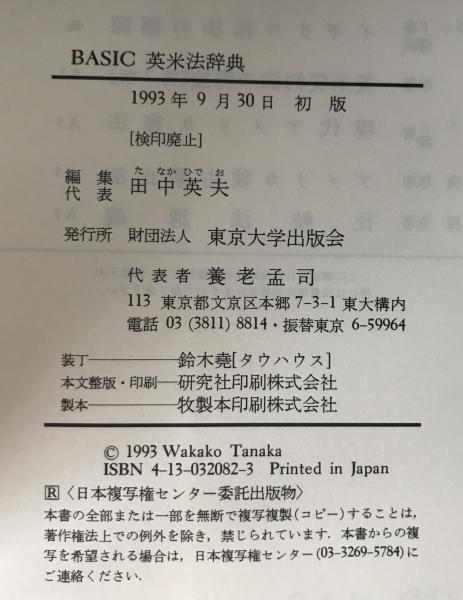 BASIC 英米法辞典
1993年9月30日 初 版
[検印廃止]
た なか ひで お
編 集
代 表 田中英夫
発行所 財団法人 東京大学出版会
代 表 者 養老孟司
113 東京都文京区本郷 7-3-1 東大構内
電話 03 (3811) 8814・振替東京 6-59964
装丁――――鈴木堯[タウハウス]
本文整版・印刷―研究社印刷株式会社
製本――――牧製本印刷株式会社
© 1993 Wakako Tanaka
ISBN 4-13-032082-3 Printed in Japan
R〈日本複写権センター委託出版物〉
本書の全部または一部を無断で複写複製(コピー)することは,
著作権法上での例外を除き,禁じられています.本書からの複
写を希望される場合は,日本複写権センター(03-3269-5784)に
ご連絡ください.